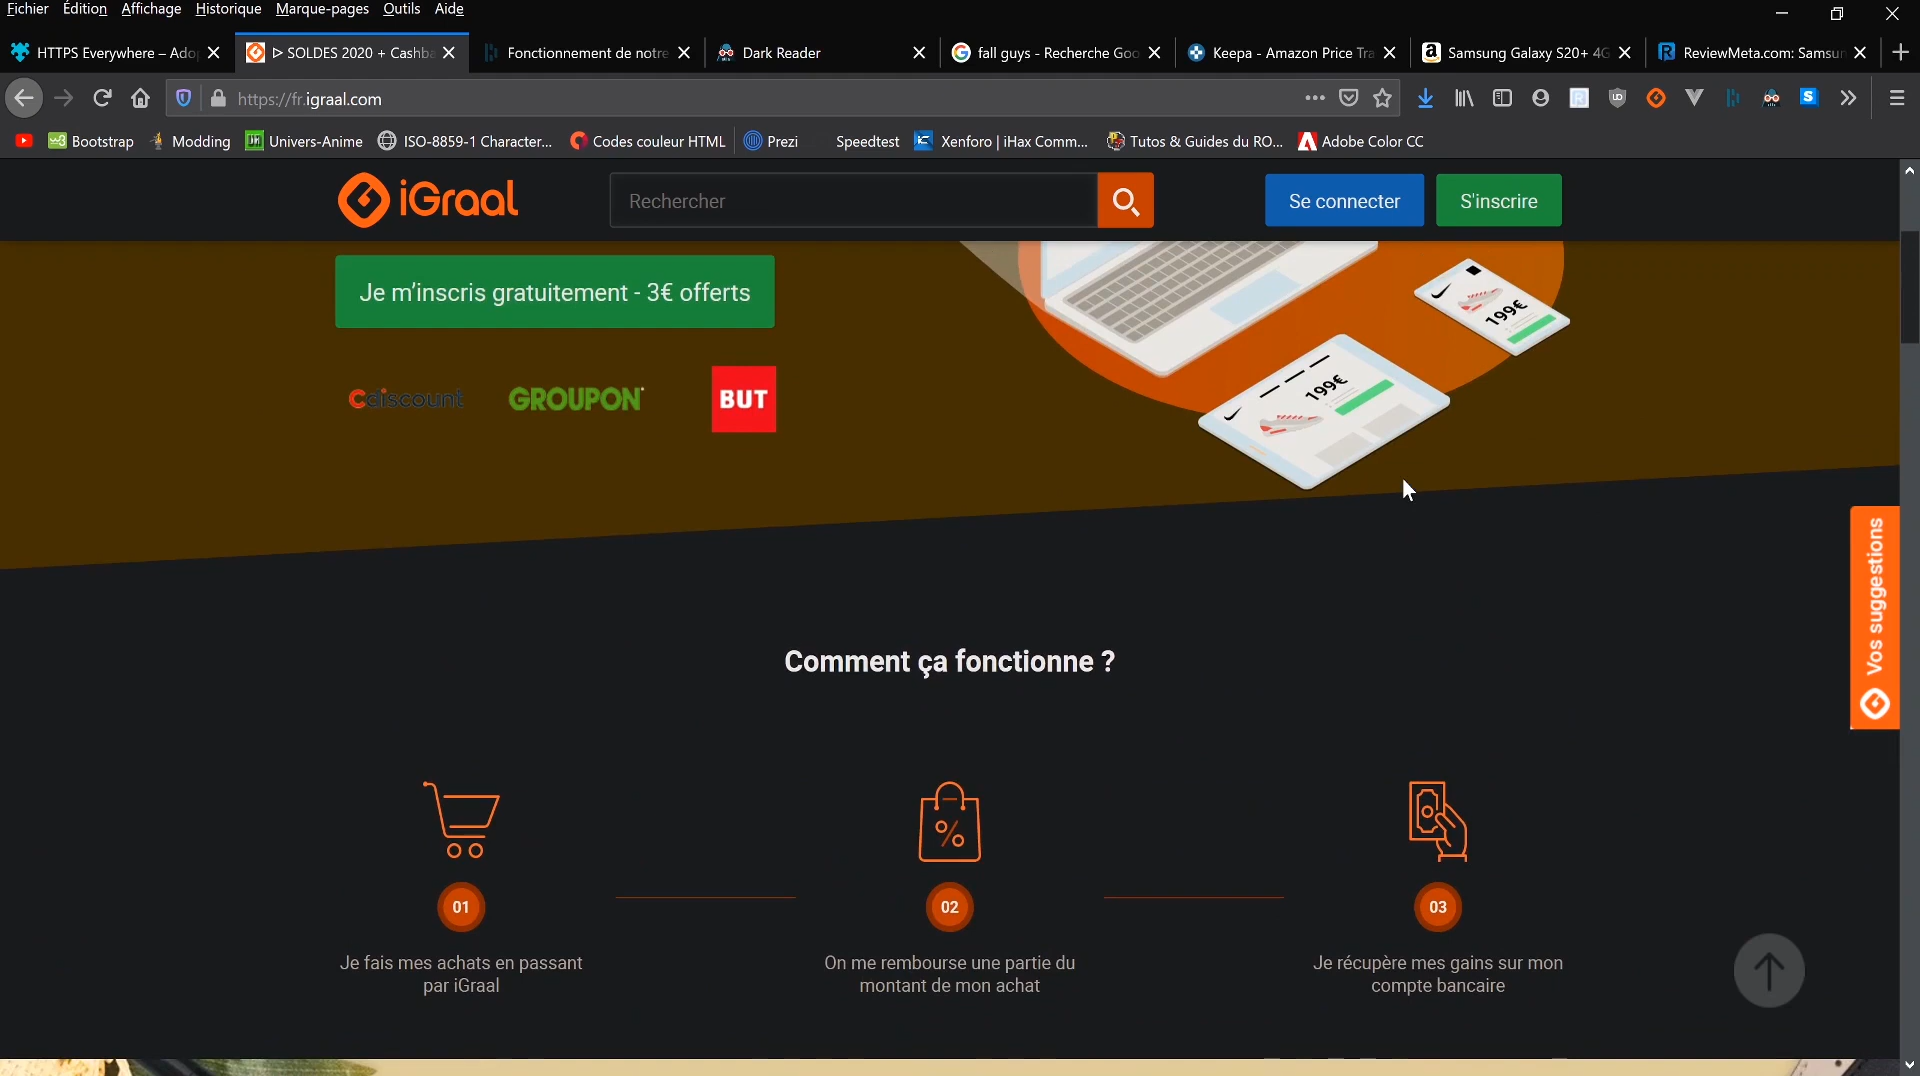 Fichier Édition Affichage Historique Marque-pages Outils Aide
HTTPS Everywhere – Ado
ᐅ SOLDES 2020 + Cashba
Fonctionnement de notre
Dark Reader
fall guys - Recherche Goo
Keepa - Amazon Price Tra
Samsung Galaxy S20+ 4G
ReviewMeta.com: Samsun
https://fr.igraal.com
Bootstrap Modding Univers-Anime ISO-8859-1 Character... Codes couleur HTML Prezi Speedtest Xenforo | iHax Comm... Tutos & Guides du RO... Adobe Color CC
iGraal
Rechercher
Se connecter
S'inscrire
Je m’inscris gratuitement - 3€ offerts
Cdiscount
GROUPON
BUT
199€
199€
Vos suggestions
Comment ça fonctionne ?
01
02
03
Je fais mes achats en passant
par iGraal
On me rembourse une partie du
montant de mon achat
Je récupère mes gains sur mon
compte bancaire